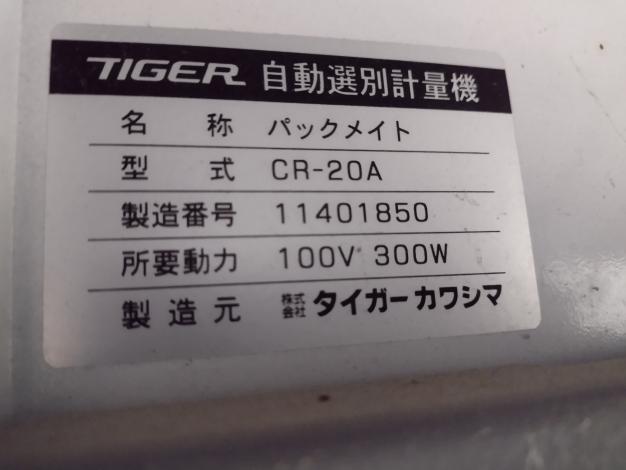 TIGER 自動選別計量機
名称 パックメイト
型式 CR-20A
製造番号 11401850
所要動力 100V 300W
製造元 株式会社 タイガーカワシマ